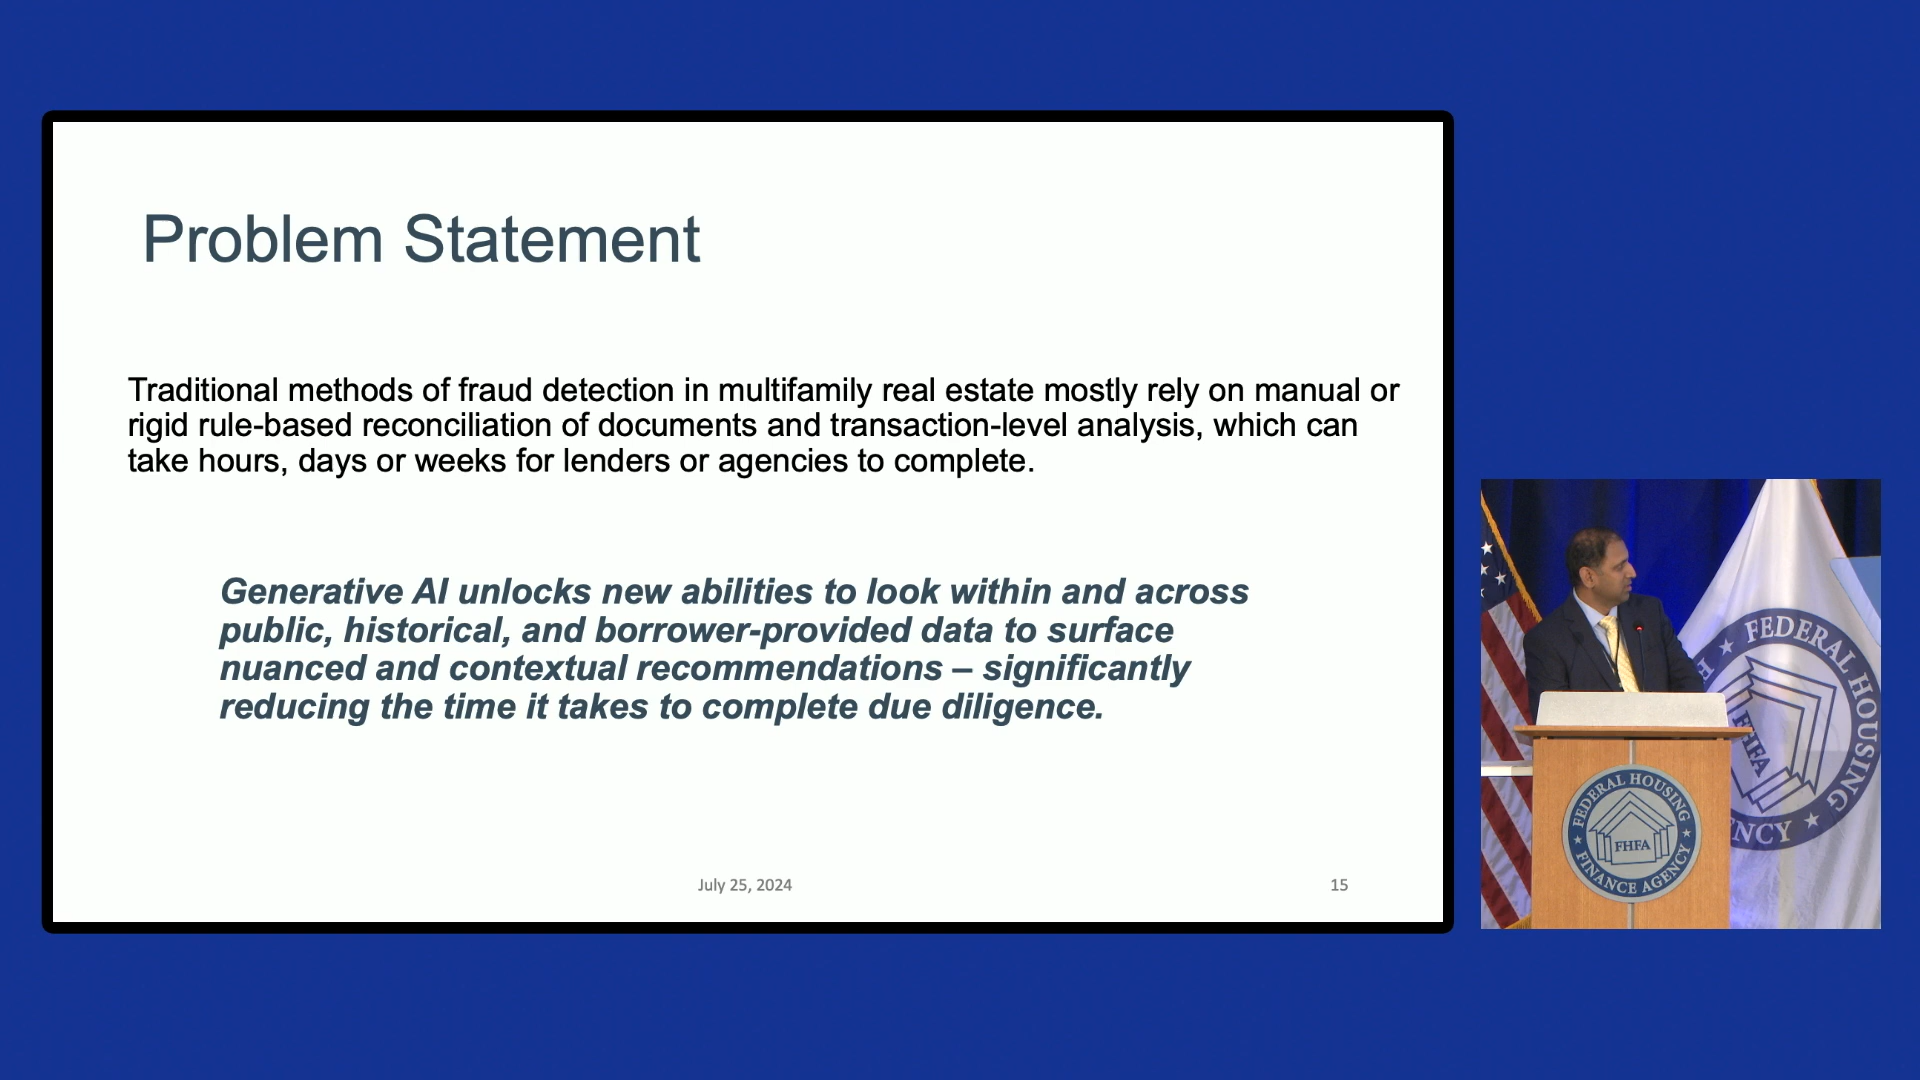 Problem Statement
Traditional methods of fraud detection in multifamily real estate mostly rely on manual or
rigid rule-based reconciliation of documents and transaction-level analysis, which can
take hours, days or weeks for lenders or agencies to complete.
Generative AI unlocks new abilities to look within and across
public, historical, and borrower-provided data to surface
nuanced and contextual recommendations – significantly
reducing the time it takes to complete due diligence.
July 25, 2024
15
FEDERAL HOUSING
NCY
FHFA
FEDERAL HOUSING
FINANCE AGENCY
FHFA